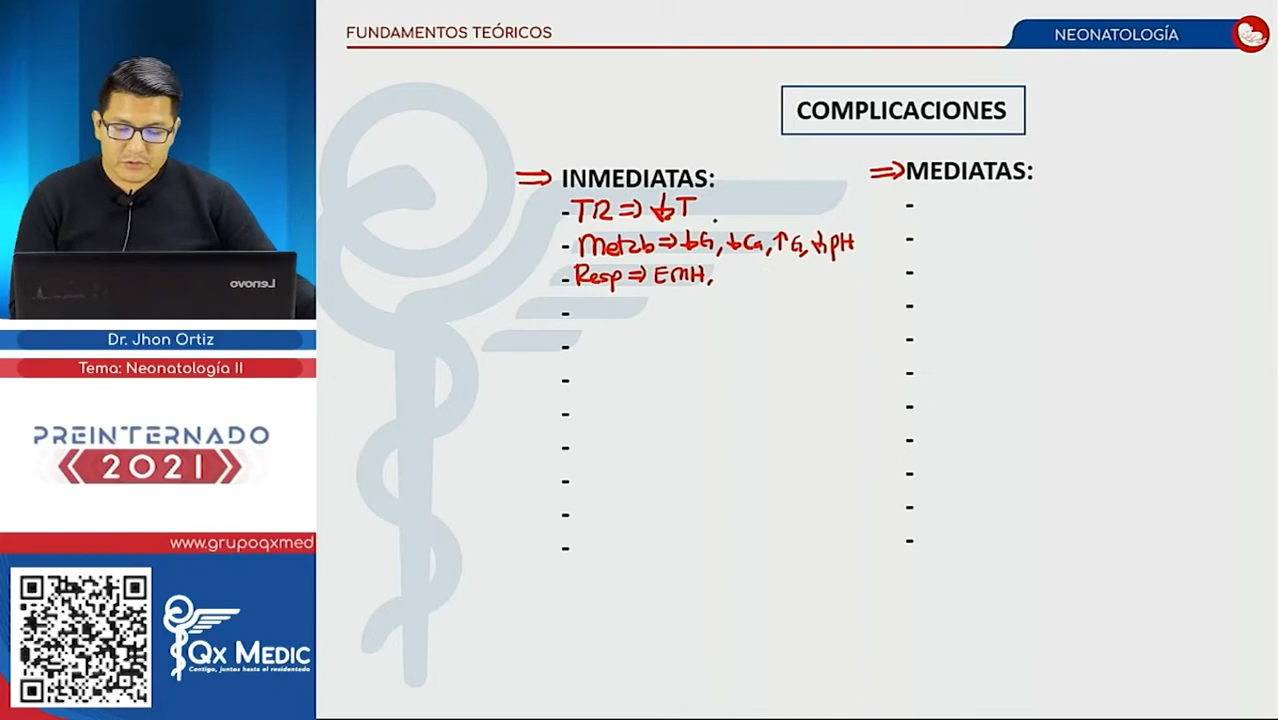 FUNDAMENTOS TEÓRICOS
NEONATOLOGÍA
COMPLICACIONES
⇒ INMEDIATAS:
- TR ⇒ ↓T
- Metab ⇒ ↓G, ↓Ca, ↑G, ↓pH
- Resp ⇒ EMH,
-
-
-
-
-
-
-
-
⇒ MEDIATAS:
-
-
-
-
-
-
-
-
-
-
-
lenovo
Dr. Jhon Ortiz
Tema: Neonatología II
PREINTERNADO
2021
www.grupoqxmed
QX MEDIC
Contigo, juntos hasta el residentado